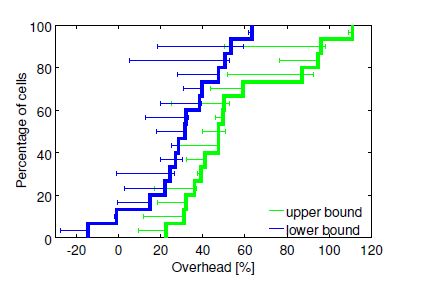 100
80
60
40
20
0
Percentage of cells
upper bound
lower bound
-20 0 20 40 60 80 100 120
Overhead [%]